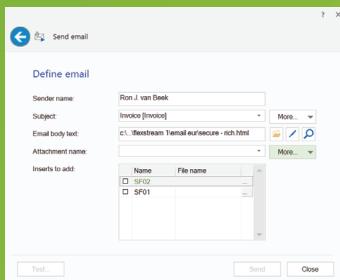 ? ×
Send email
Define email
Sender name: Ron J. van Beek
Subject: Invoice [Invoice] More...
Email body text: c:\...\flexstream 1\email eur\secure - rich.html
Attachment name: More...
Inserts to add:
Name File name
SF02 ...
SF01 ...
Test... Send Close